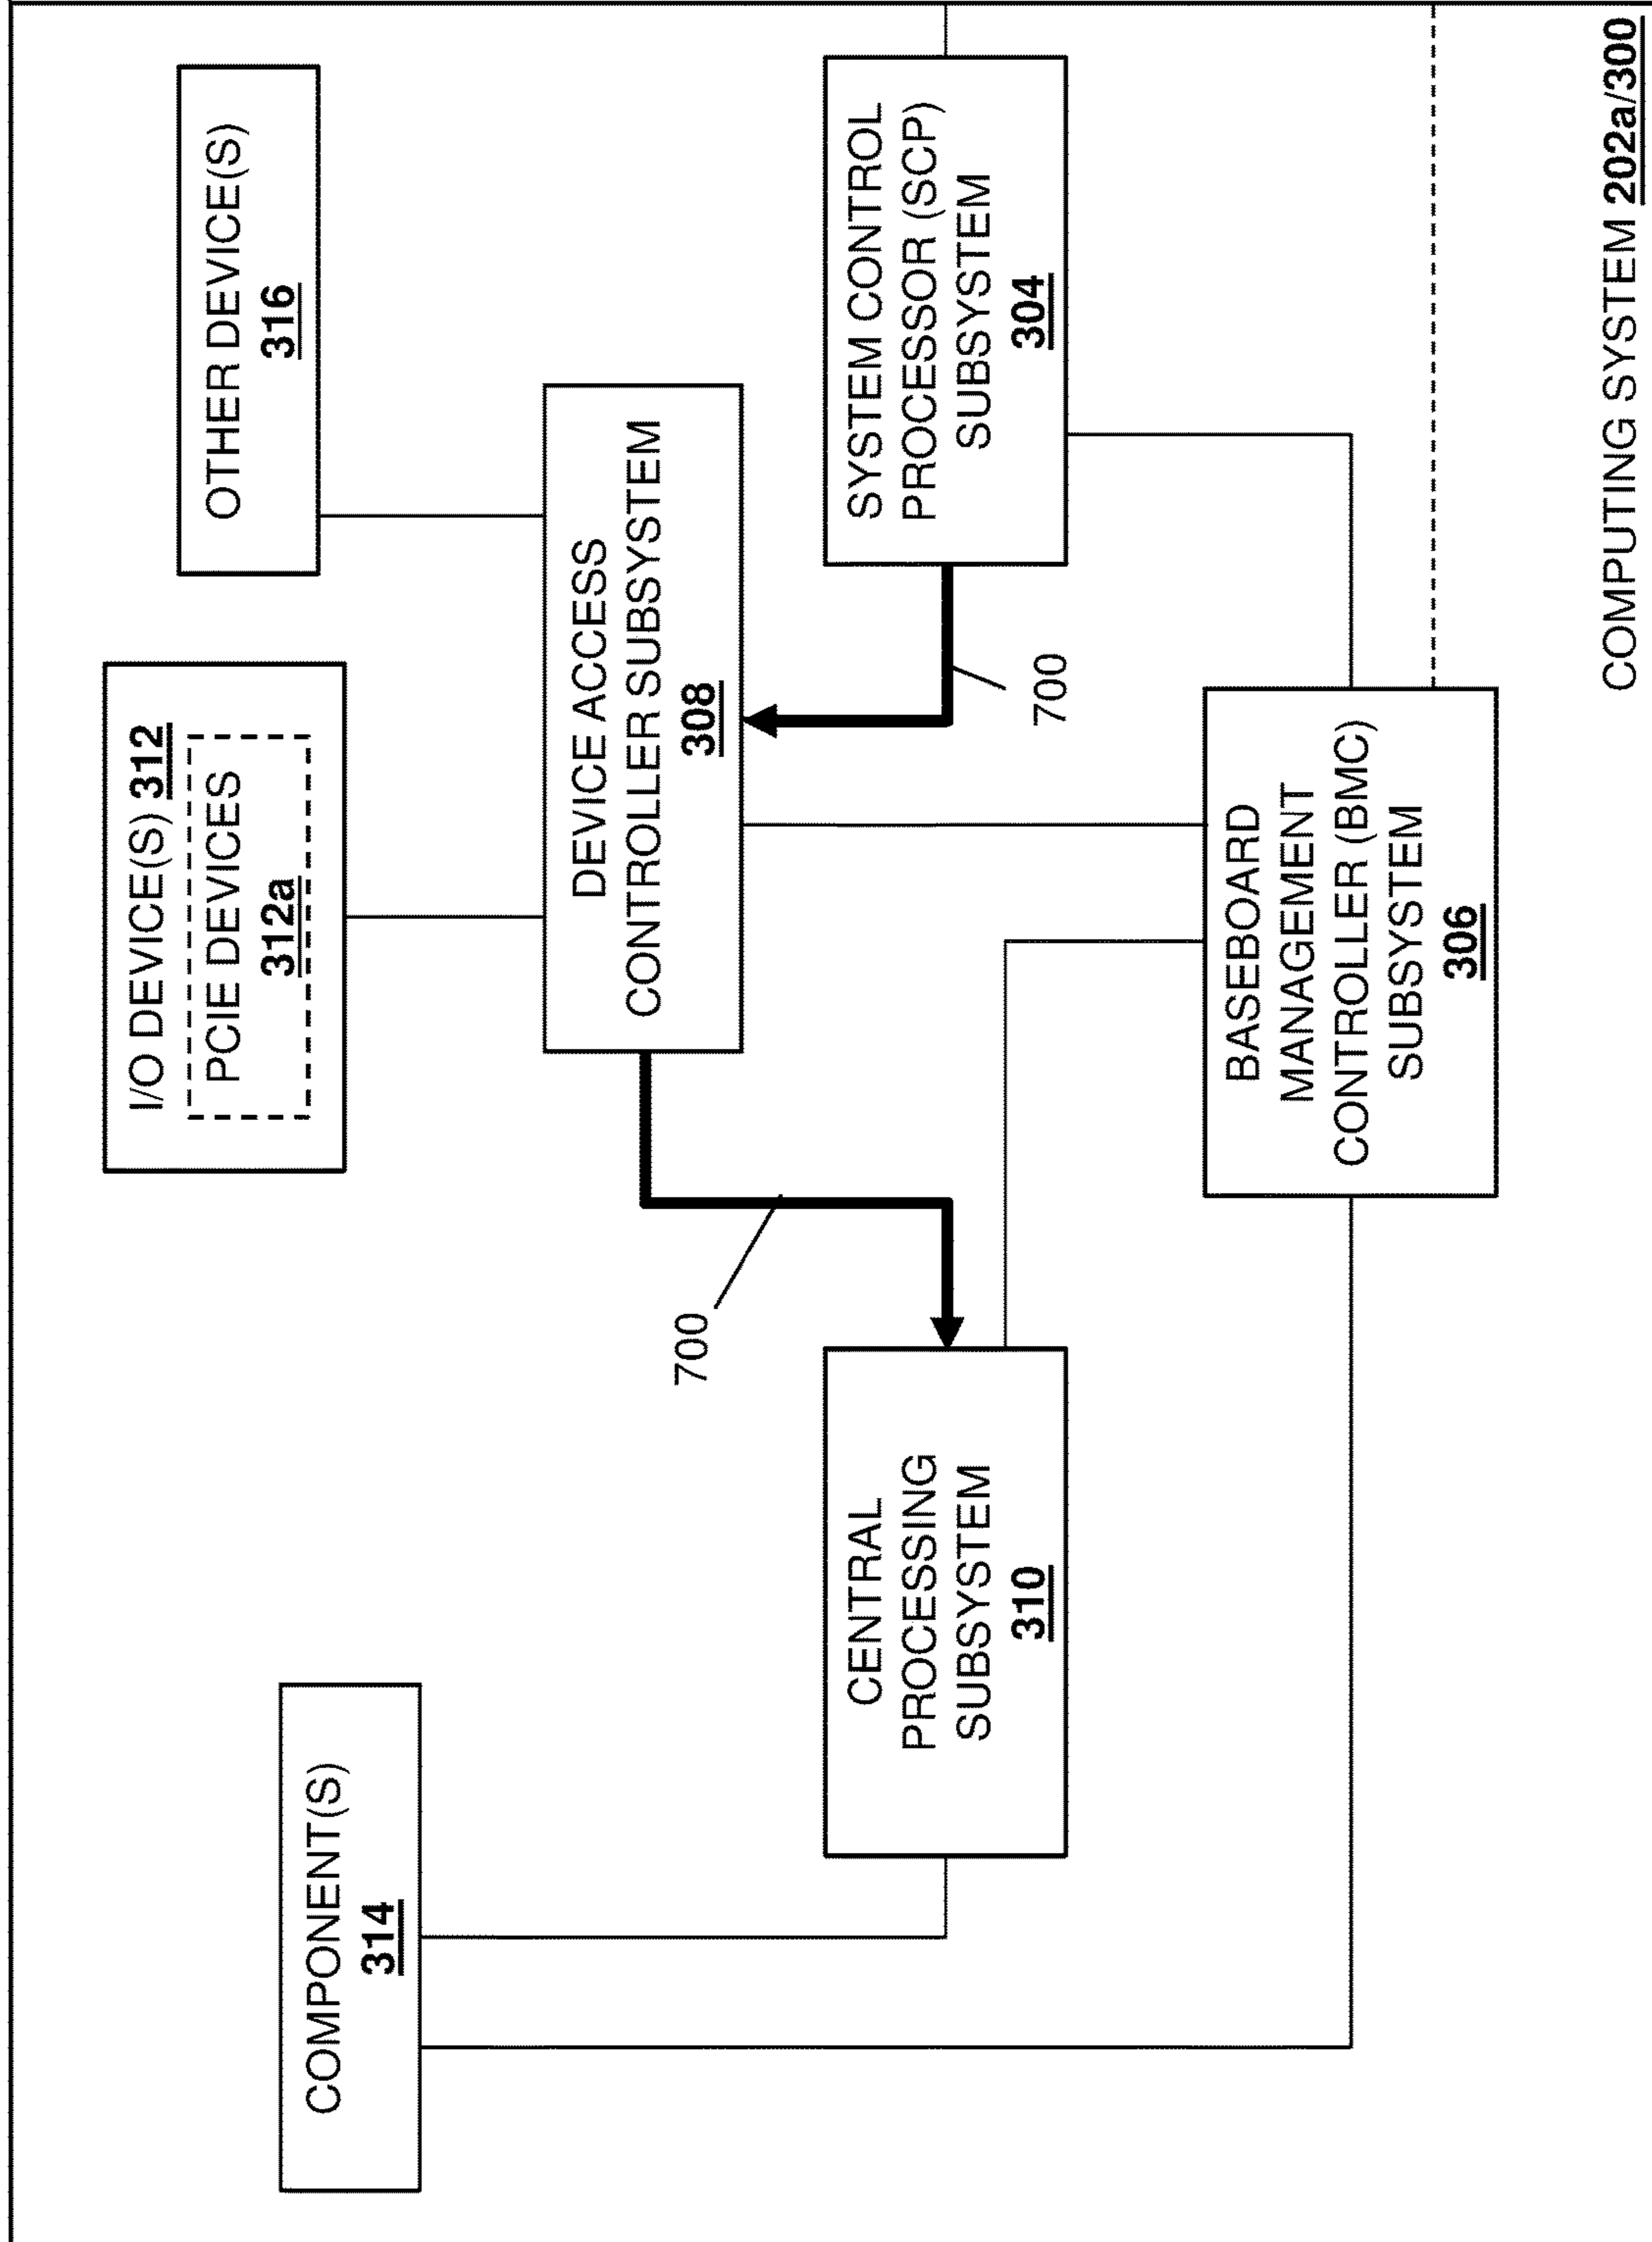 COMPONENT(S)
314
I/O DEVICE(S) 312
PCIE DEVICES
312a
OTHER DEVICE(S)
316
DEVICE ACCESS
CONTROLLER SUBSYSTEM
308
700
CENTRAL
PROCESSING
SUBSYSTEM
310
700
SYSTEM CONTROL
PROCESSOR (SCP)
SUBSYSTEM
304
BASEBOARD
MANAGEMENT
CONTROLLER (BMC)
SUBSYSTEM
306
COMPUTING SYSTEM 202a/300